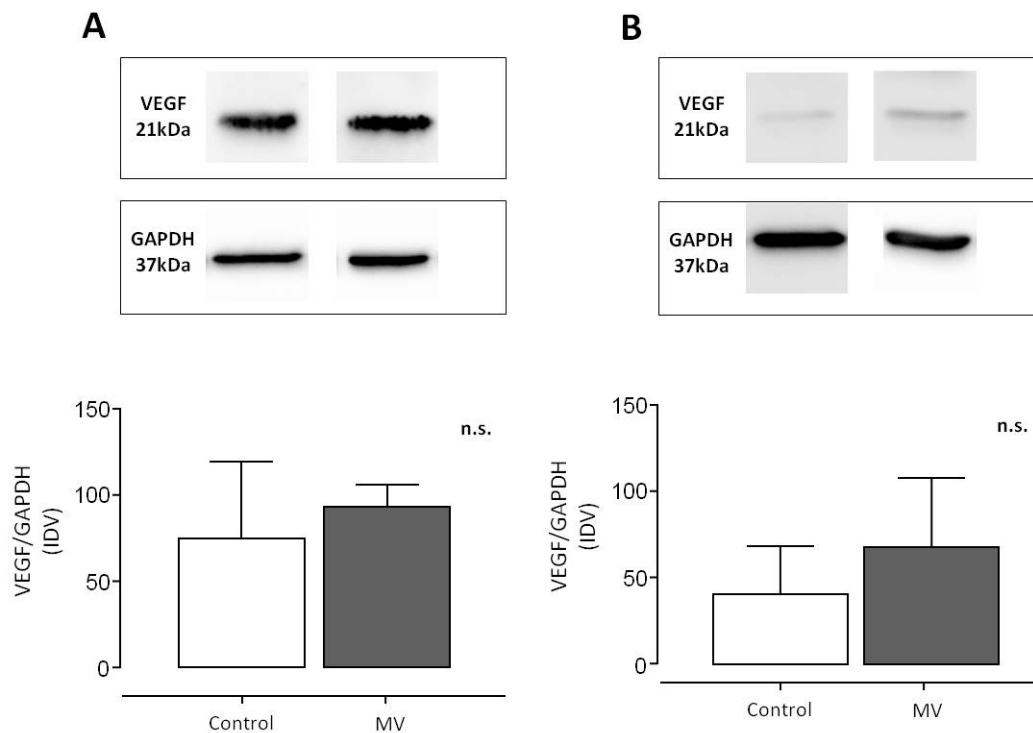 A
VEGF
21kDa
GAPDH
37kDa
150
100
50
0
VEGF/GAPDH
(IDV)
n.s.
Control
MV
B
VEGF
21kDa
GAPDH
37kDa
150
100
50
0
VEGF/GAPDH
(IDV)
n.s.
Control
MV